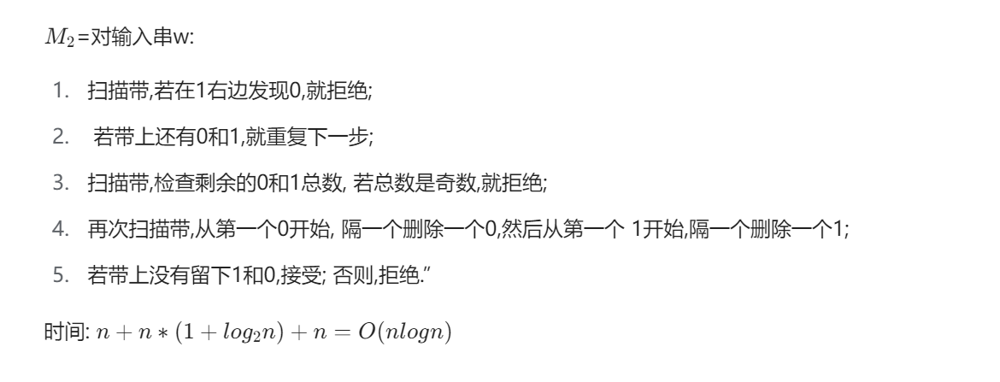 M₂=对输入串w:
1. 扫描带,若在1右边发现0,就拒绝;
2. 若带上还有0和1,就重复下一步;
3. 扫描带,检查剩余的0和1总数, 若总数是奇数,就拒绝;
4. 再次扫描带,从第一个0开始, 隔一个删除一个0,然后从第一个 1开始,隔一个删除一个1;
5. 若带上没有留下1和0,接受; 否则,拒绝.”
时间: n + n * (1 + log₂n) + n = O(nlogn)